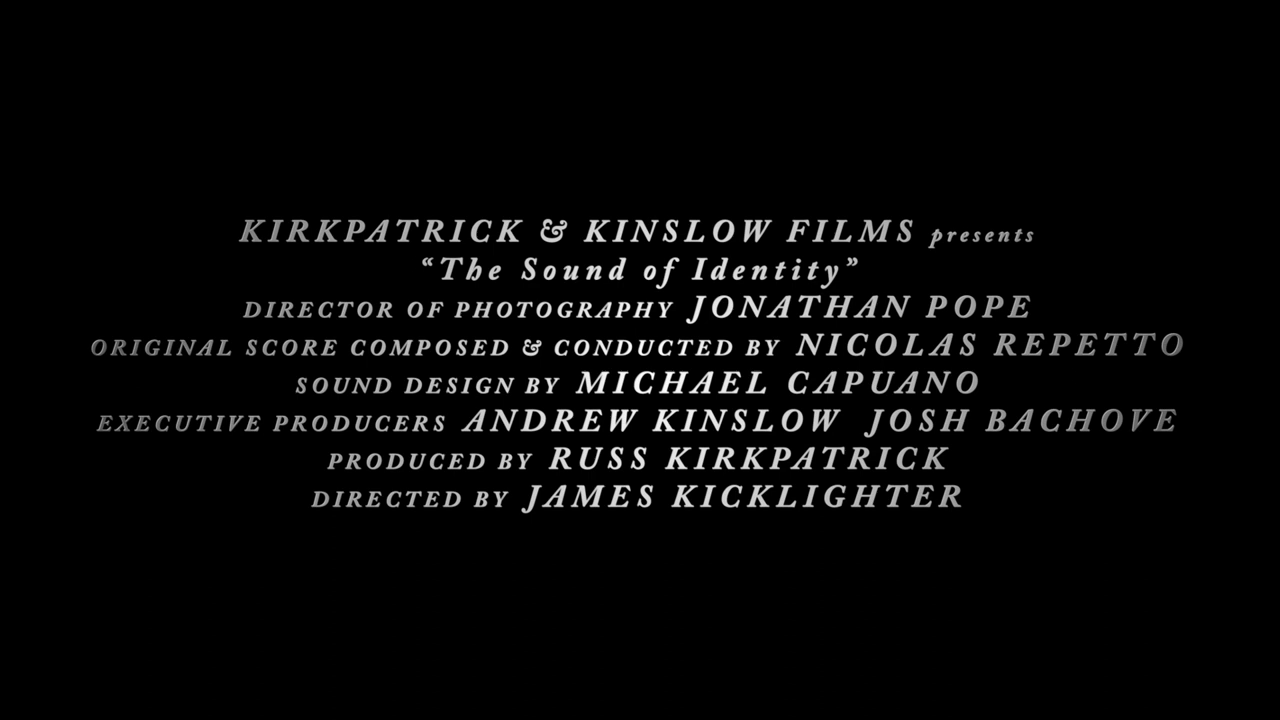 KIRKPATRICK & KINSLOW FILMS presents
“The Sound of Identity”
DIRECTOR OF PHOTOGRAPHY JONATHAN POPE
ORIGINAL SCORE COMPOSED & CONDUCTED BY NICOLAS REPETTO
SOUND DESIGN BY MICHAEL CAPUANO
EXECUTIVE PRODUCERS ANDREW KINSLOW JOSH BACHOVE
PRODUCED BY RUSS KIRKPATRICK
DIRECTED BY JAMES KICKLIGHTER